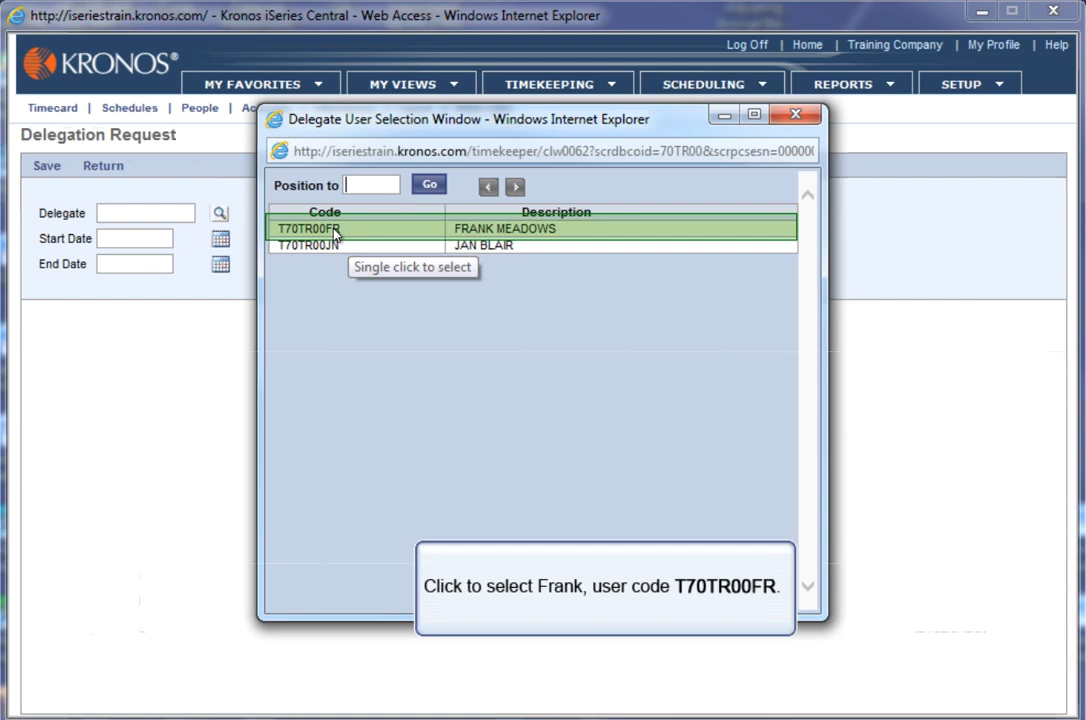 http://iseriestrain.kronos.com/ - Kronos iSeries Central - Web Access - Windows Internet Explorer
Log Off | Home | Training Company | My Profile | Help
KRONOS®
MY FAVORITES MY VIEWS TIMEKEEPING SCHEDULING REPORTS SETUP
Timecard | Schedules | People |
Delegate User Selection Window - Windows Internet Explorer
Delegation Request
http://iseriestrain.kronos.com/timekeeper/clw0062?scrdbcoid=70TR00&scrpcsesn=000000
Save Return
Position to Go < >
Delegate
Start Date
End Date
Code Description
T70TR00FR FRANK MEADOWS
T70TR00JN JAN BLAIR
Single click to select
Click to select Frank, user code T70TR00FR.